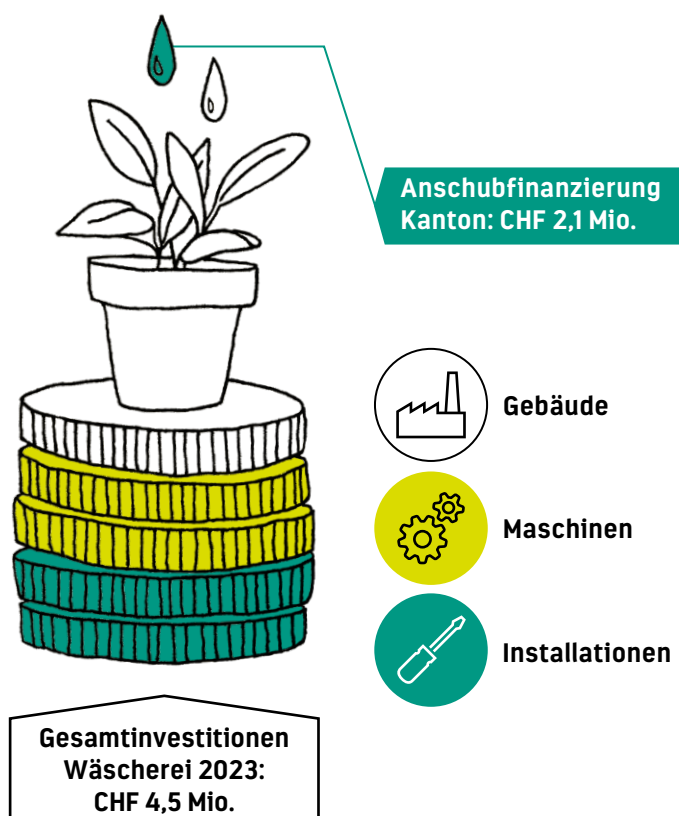 Anschubfinanzierung
Kanton: CHF 2,1 Mio.
Gebäude
Maschinen
Installationen
Gesamtinvestitionen
Wäscherei 2023:
CHF 4,5 Mio.